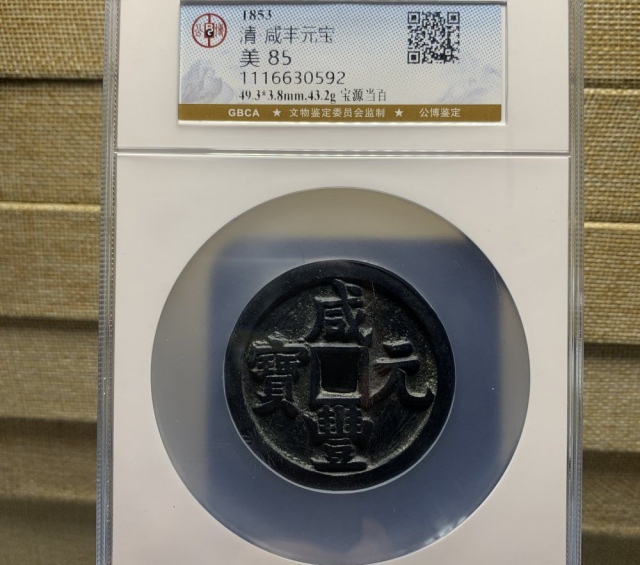 1853
清 咸丰元宝
美 85
1116630592
49.3*3.8mm,43.2g 宝源当百
GBCA ★ 文物鉴定委员会监制 ★ 公博鉴定
咸
寶 元
豐